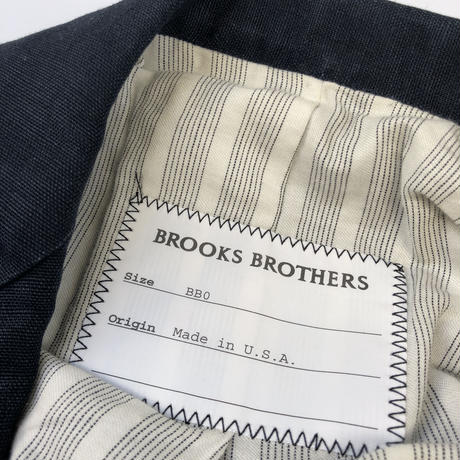 BROOKS BROTHERS
Size BB0
Origin Made in U.S.A.